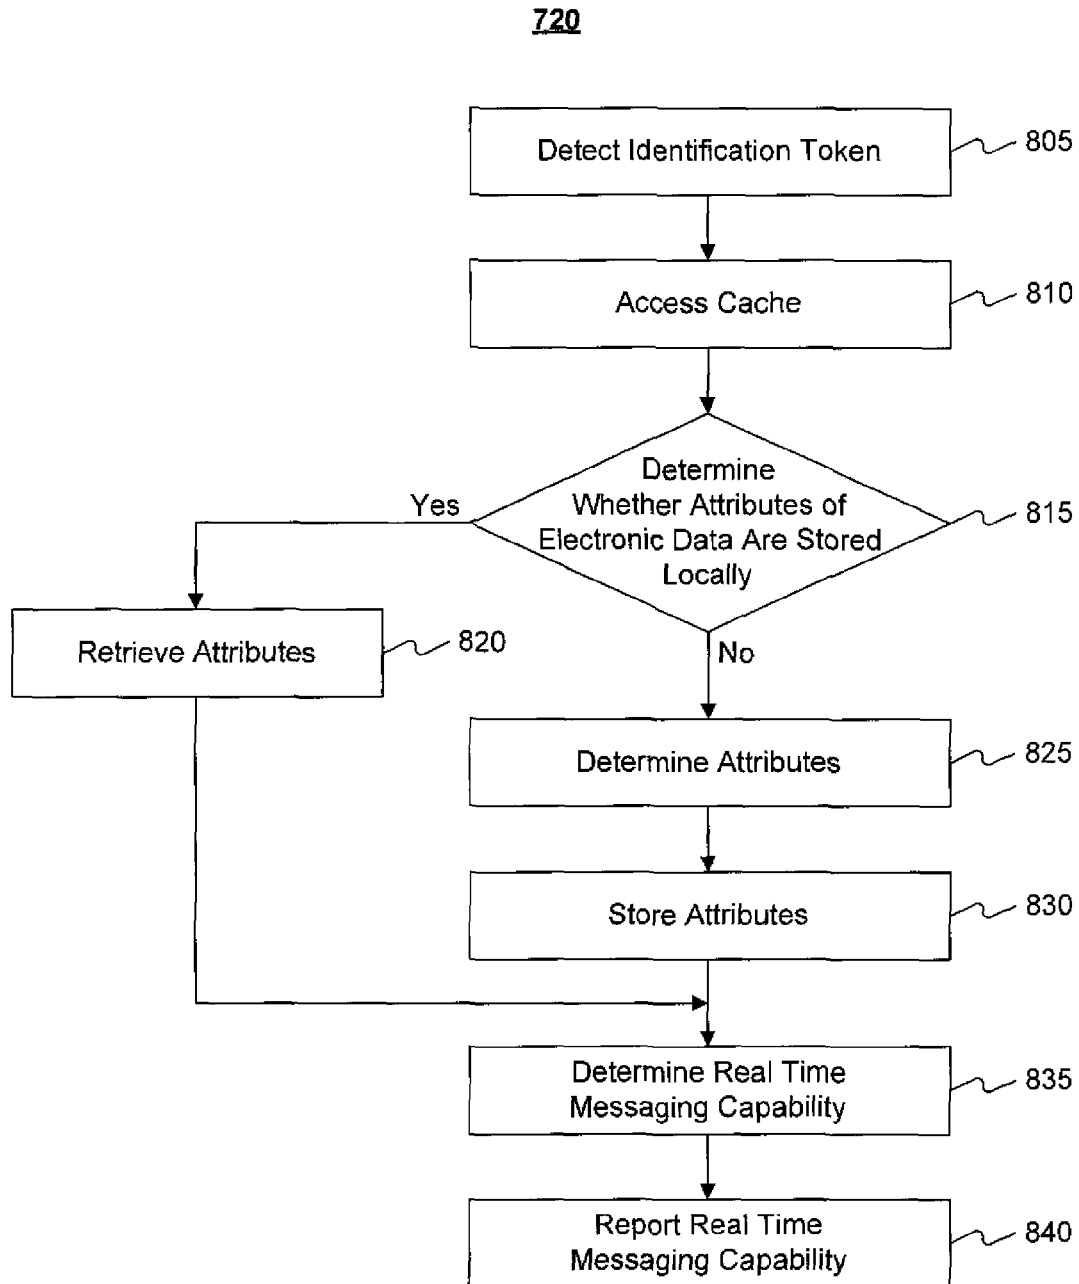 720
Detect Identification Token
805
Access Cache
810
Determine
Whether Attributes of
Electronic Data Are Stored
Locally
815
Yes
Retrieve Attributes
820
No
Determine Attributes
825
Store Attributes
830
Determine Real Time
Messaging Capability
835
Report Real Time
Messaging Capability
840